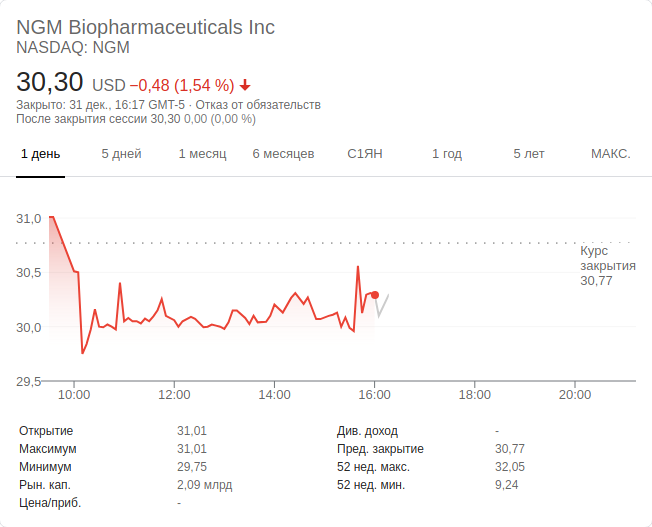 NGM Biopharmaceuticals Inc
NASDAQ: NGM
30,30 USD −0,48 (1,54 %)
Закрыто: 31 дек., 16:17 GMT-5 · Отказ от обязательств
После закрытия сессии 30,30 0,00 (0,00 %)
1 день 5 дней 1 месяц 6 месяцев С1ЯН 1 год 5 лет МАКС.
31,0
Курс
закрытия
30,77
30,5
30,0
29,5
10:00 12:00 14:00 16:00 18:00 20:00
Открытие 31,01 Див. доход -
Максимум 31,01 Пред. закрытие 30,77
Минимум 29,75 52 нед. макс. 32,05
Рын. кап. 2,09 млрд 52 нед. мин. 9,24
Цена/приб. -